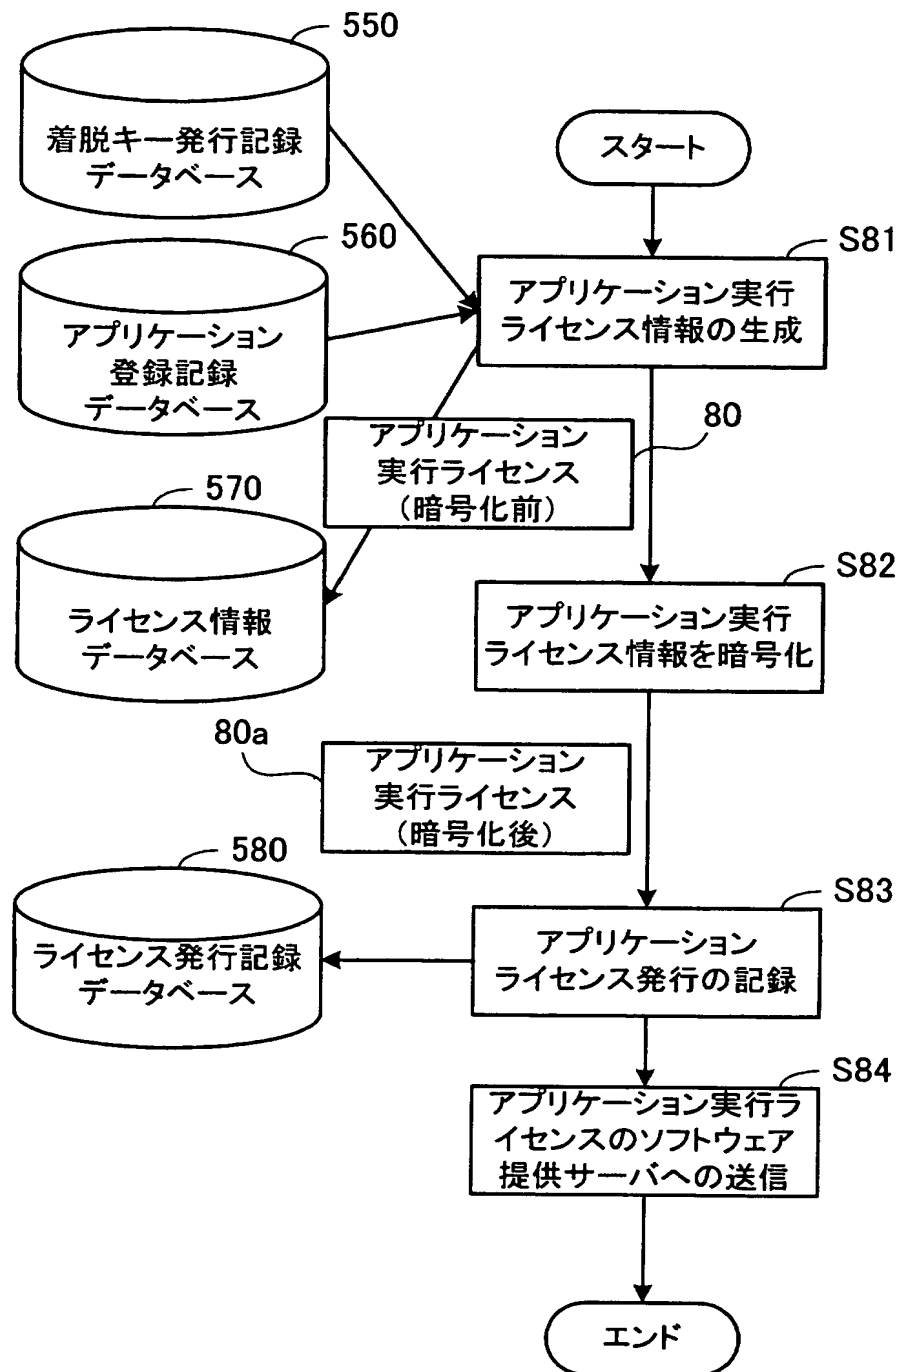 550
着脱キー発行記録
データベース
スタート
560
アプリケーション
登録記録
データベース
S81
アプリケーション実行
ライセンス情報の生成
80
アプリケーション
実行ライセンス
（暗号化前）
570
ライセンス情報
データベース
S82
アプリケーション実行
ライセンス情報を暗号化
80a
アプリケーション
実行ライセンス
（暗号化後）
580
ライセンス発行記録
データベース
S83
アプリケーション
ライセンス発行の記録
S84
アプリケーション実行ラ
イセンスのソフトウェア
提供サーバへの送信
エンド